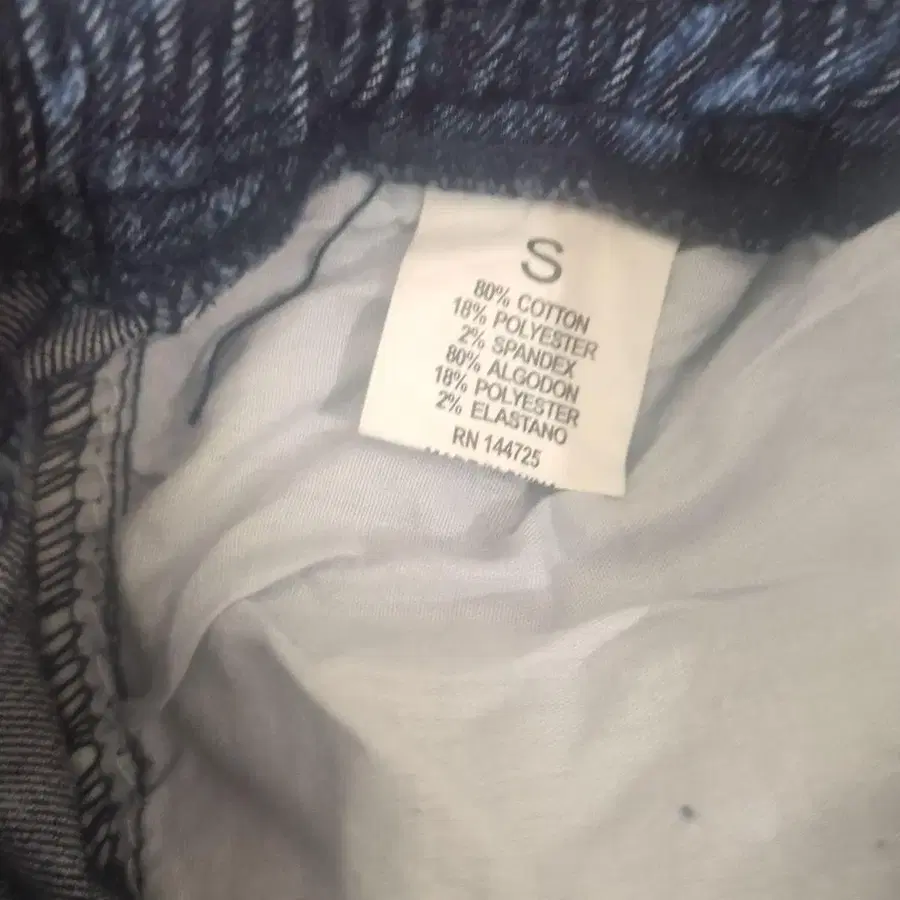 S
80% COTTON
18% POLYESTER
2% SPANDEX
80% ALGODON
18% POLYESTER
2% ELASTANO
RN 144725